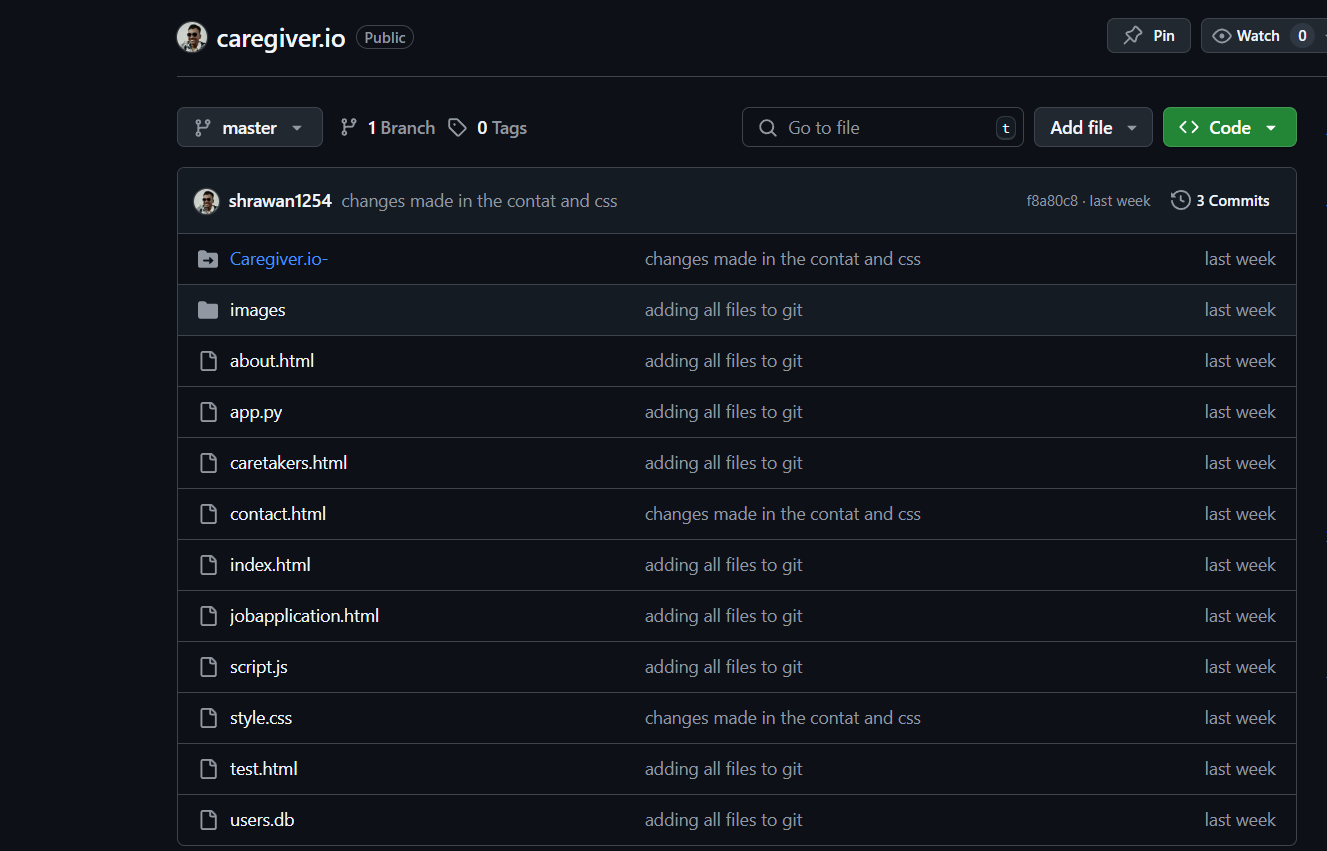 caregiver.io Public Pin Watch 0
master 1 Branch 0 Tags Go to file t Add file Code
shrawan1254 changes made in the contat and css f8a80c8 · last week 3 Commits
Caregiver.io- changes made in the contat and css last week
images adding all files to git last week
about.html adding all files to git last week
app.py adding all files to git last week
caretakers.html adding all files to git last week
contact.html changes made in the contat and css last week
index.html adding all files to git last week
jobapplication.html adding all files to git last week
script.js adding all files to git last week
style.css changes made in the contat and css last week
test.html adding all files to git last week
users.db adding all files to git last week